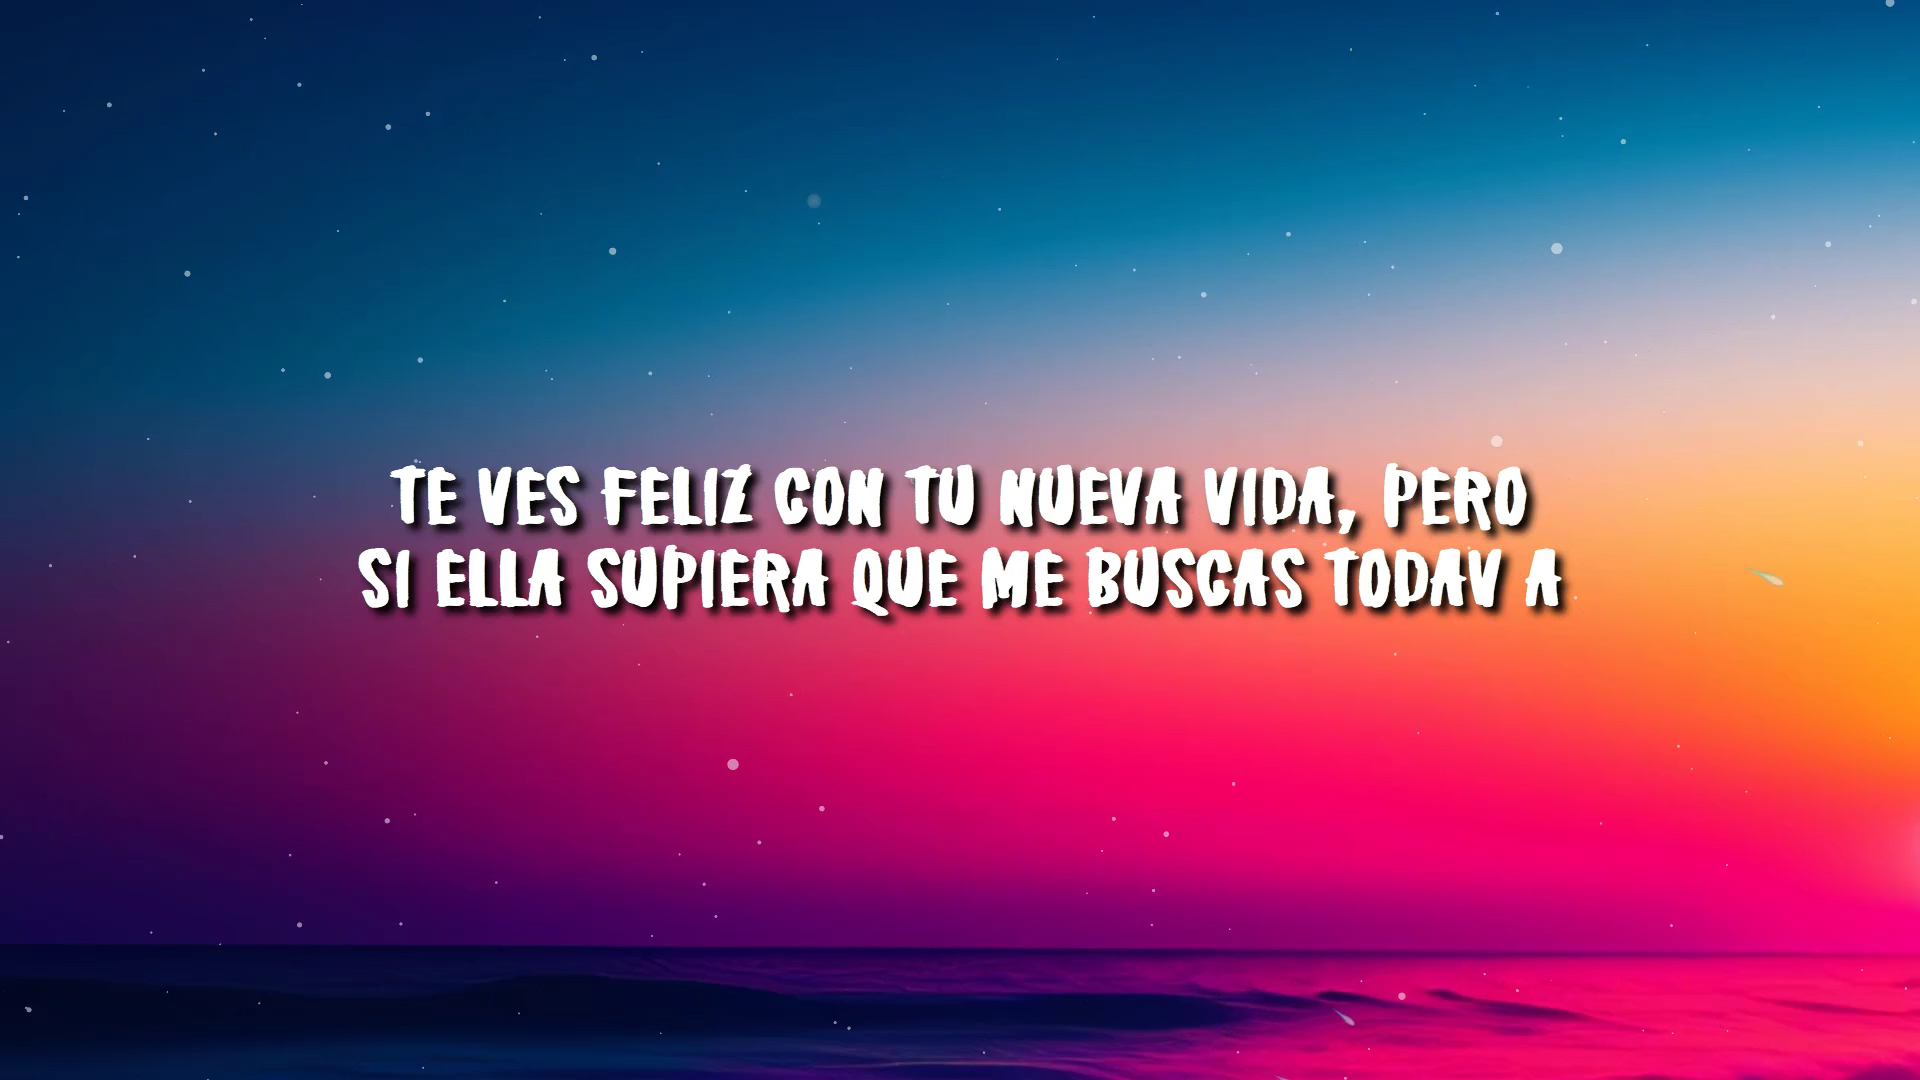 TE VES FELIZ CON TU NUEVA VIDA, PERO
SI ELLA SUPIERA QUE ME BUSCAS TODAV A